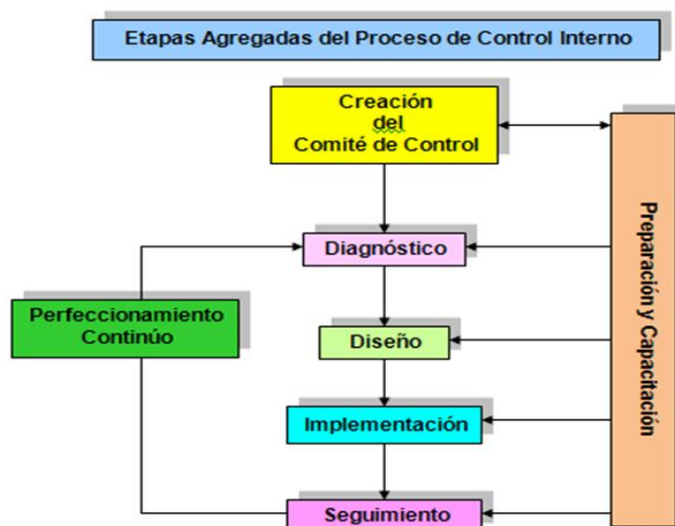 Etapas Agregadas del Proceso de Control Interno
Creación
del
Comité de Control
Diagnóstico
Perfeccionamiento
Continúo
Diseño
Implementación
Seguimiento
Preparación y Capacitación